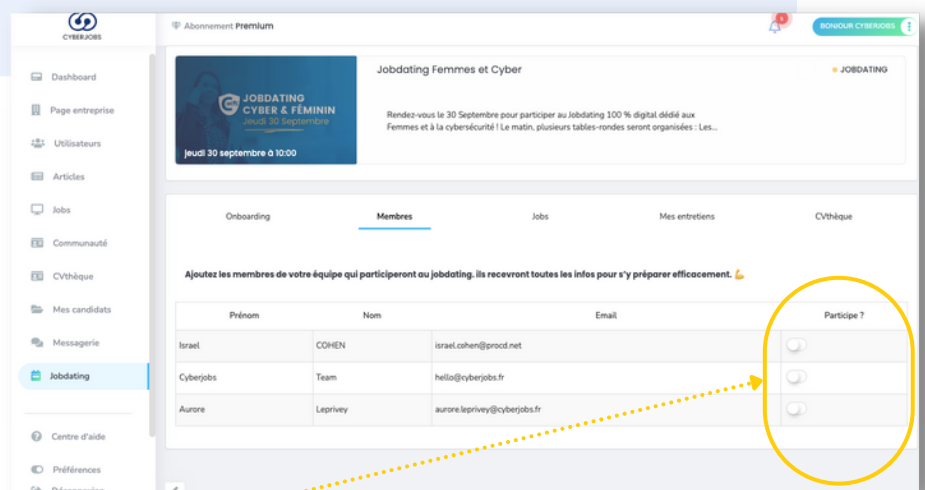 CYBERJOBS
Abonnement Premium
BONJOUR CYBERJOBS
Dashboard
Page entreprise
Utilisateurs
Articles
Jobs
Communauté
CVthèque
Mes candidats
Messagerie
Jobdating
Centre d'aide
Préférences
Déconnexion
JOBDATING
CYBER & FÉMININ
Jeudi 30 Septembre
jeudi 30 septembre à 10:00
Jobdating Femmes et Cyber
JOBDATING
Rendez-vous le 30 Septembre pour participer au Jobdating 100 % digital dédié aux
Femmes et à la cybersécurité ! Le matin, plusieurs tables-rondes seront organisées : Les...
Onboarding Membres Jobs Mes entretiens CVthèque
Ajoutez les membres de votre équipe qui participeront au jobdating. ils recevront toutes les infos pour s'y préparer efficacement. 💪
Prénom Nom Email Participe ?
Israel COHEN israel.cohen@procd.net
Cyberjobs Team hello@cyberjobs.fr
Aurore Leprivey aurore.leprivey@cyberjobs.fr